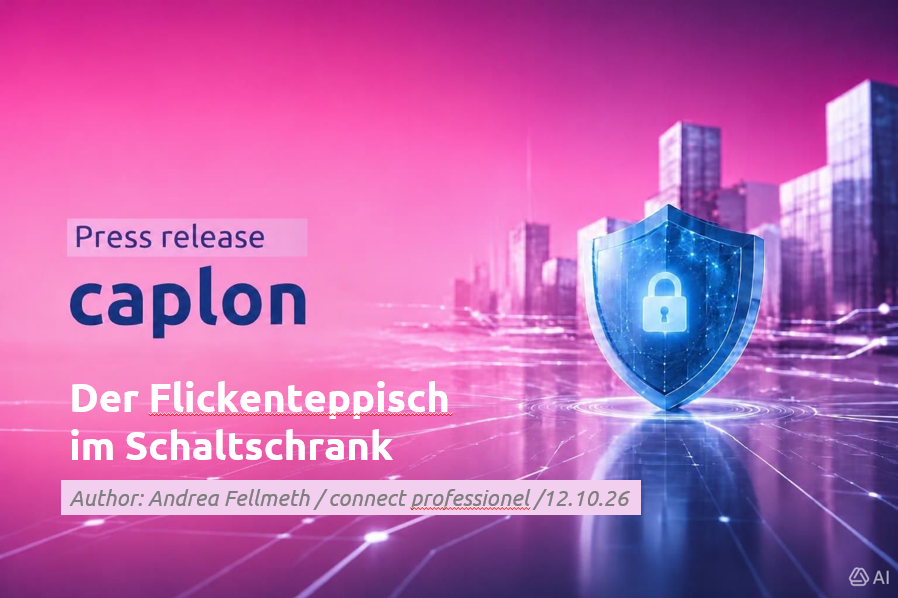 Press release
caplon
Der Flickenteppisch
im Schaltschrank
Author: Andrea Fellmeth / connect professionel /12.10.26
AI